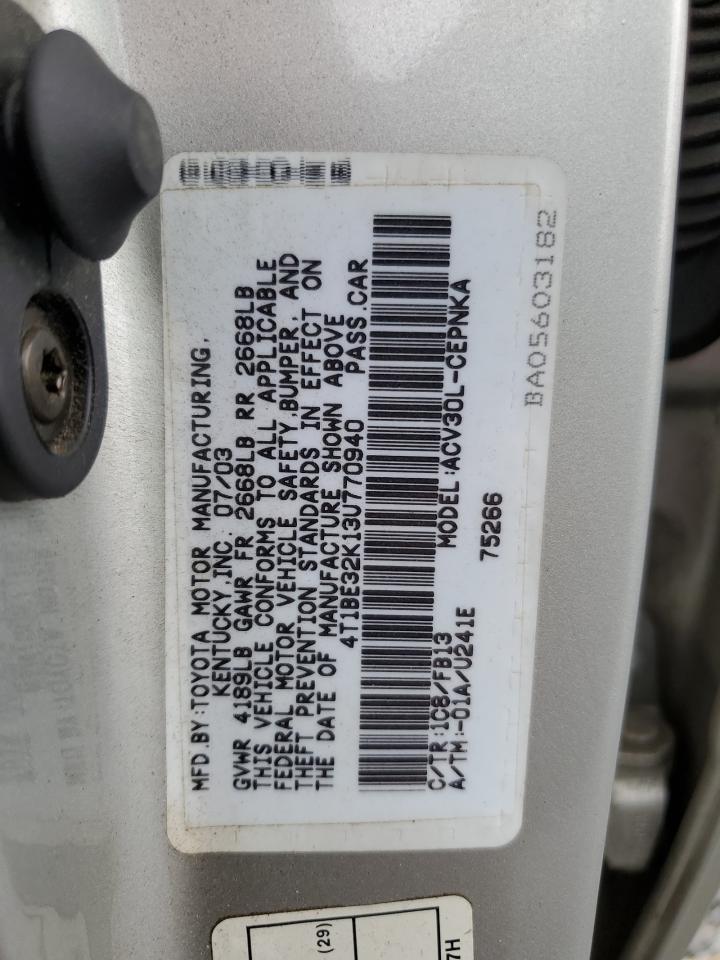 MFD.BY:TOYOTA MOTOR MANUFACTURING,
KENTUCKY,INC. 07/03
GVWR 4189LB GAWR FR 2668LB RR 2668LB
THIS VEHICLE CONFORMS TO ALL APPLICABLE
FEDERAL MOTOR VEHICLE SAFETY,BUMPER, AND
THEFT PREVENTION STANDARDS IN EFFECT ON
THE DATE OF MANUFACTURE SHOWN ABOVE
4T1BE32K13U770940 PASS.CAR
C/TR:1C8/FB13 MODEL:ACV30L-CEPNKA
A/TM:-01A/U241E
75266
BA05603182
(29)
7H